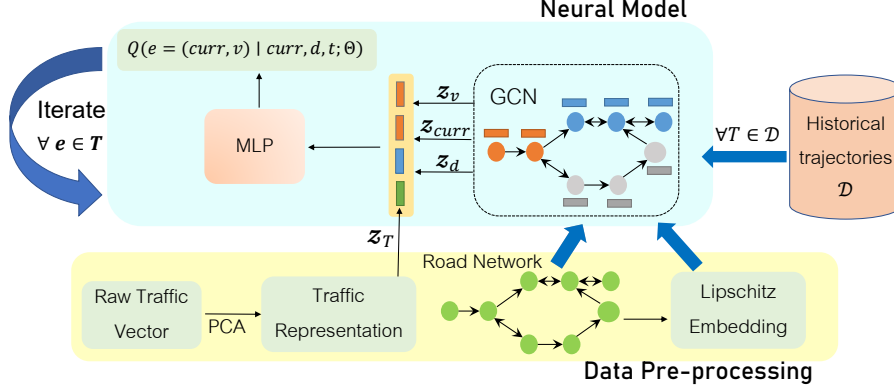 Neural Model
Q(e = (curr, v) | curr, d, t; Θ)
Iterate
∀ e ∈ T
MLP
z_v
z_curr
z_d
GCN
∀T ∈ 𝒟
Historical
trajectories
𝒟
z_T
Raw Traffic
Vector
PCA
Traffic
Representation
Road Network
Lipschitz
Embedding
Data Pre-processing